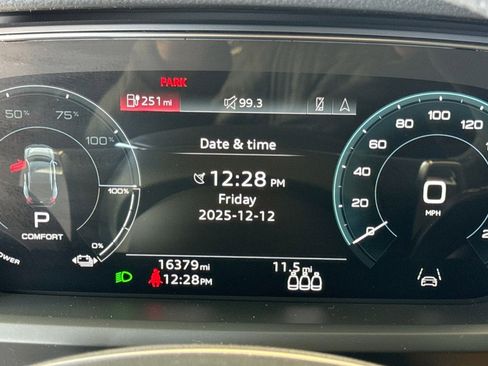 PARK
251 mi
99.3
50%
75%
100%
100%
0%
P
COMFORT
Date & time
12:28 PM
Friday
2025-12-12
16379 mi
12:28 PM
11.5 mi
0
20
40
60
80
100
120
0
MPH